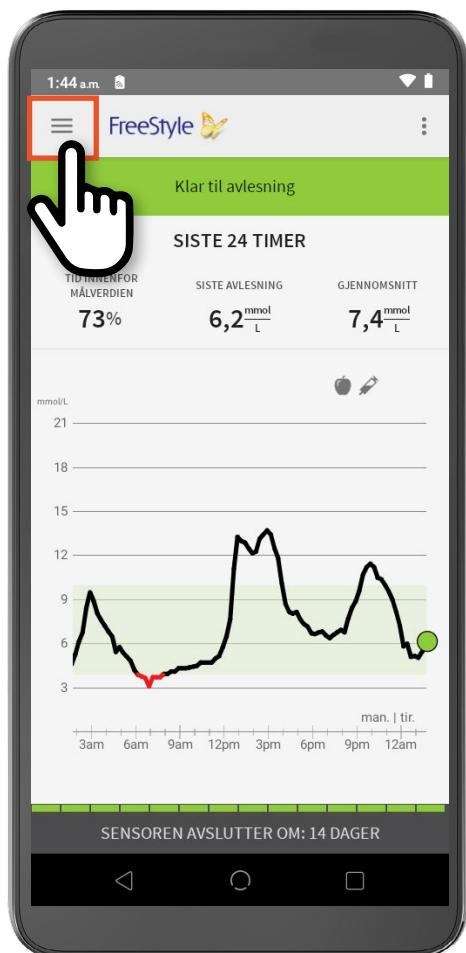 1:44 a.m.
FreeStyle
Klar til avlesning
SISTE 24 TIMER
TID INNENFOR
MÅLVERDIEN
73%
SISTE AVLESNING
6,2 mmol/L
GJENNOMSNITT
7,4 mmol/L
mmol/L
21
18
15
12
9
6
3
man. | tir.
3am 6am 9am 12pm 3pm 6pm 9pm 12am
SENSOREN AVSLUTTER OM: 14 DAGER